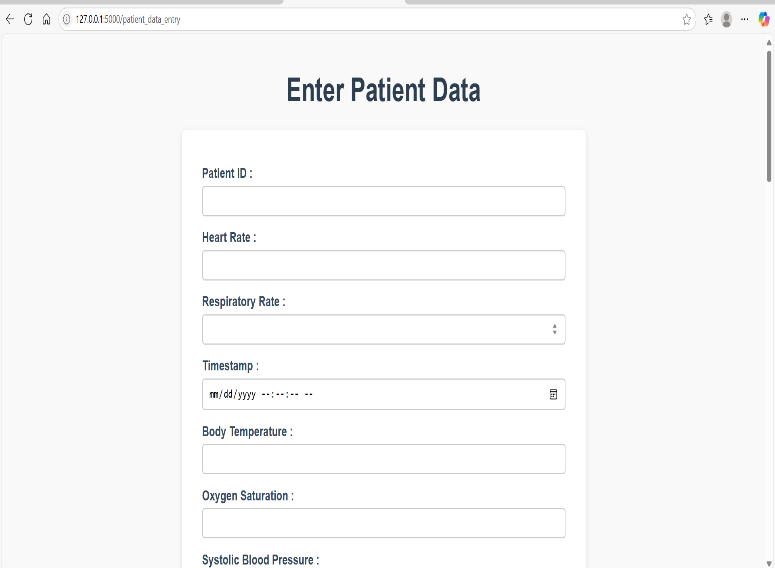 127.0.0.1:5000/patient_data_entry
Enter Patient Data
Patient ID :
Heart Rate :
Respiratory Rate :
Timestamp :
mm/dd/yyyy --:--:-- --
Body Temperature :
Oxygen Saturation :
Systolic Blood Pressure :